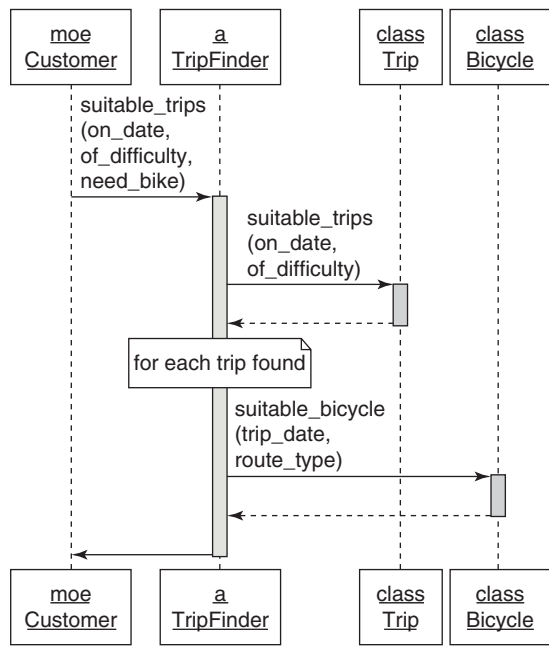 moe
Customer
a
TripFinder
class
Trip
class
Bicycle
suitable_trips
(on_date,
of_difficulty,
need_bike)
suitable_trips
(on_date,
of_difficulty)
for each trip found
suitable_bicycle
(trip_date,
route_type)
moe
Customer
a
TripFinder
class
Trip
class
Bicycle